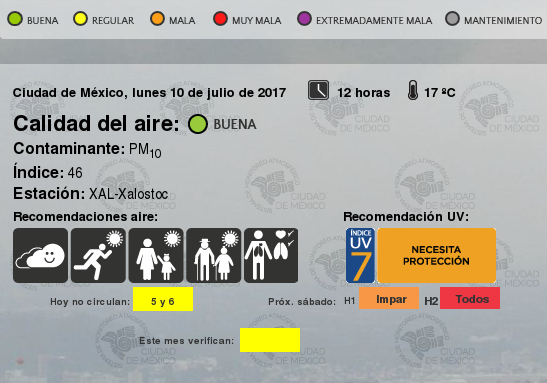 BUENA REGULAR MALA MUY MALA EXTREMADAMENTE MALA MANTENIMIENTO
Ciudad de México, lunes 10 de julio de 2017 12 horas 17 ºC
Calidad del aire: BUENA
Contaminante: PM10
Índice: 46
Estación: XAL-Xalostoc
Recomendaciones aire: Recomendación UV:
ÍNDICE
UV
7
NECESITA
PROTECCIÓN
Hoy no circulan: 5 y 6 Próx. sábado: H1 Impar H2 Todos
Este mes verifican:
CIUDAD
DE MÉXICO